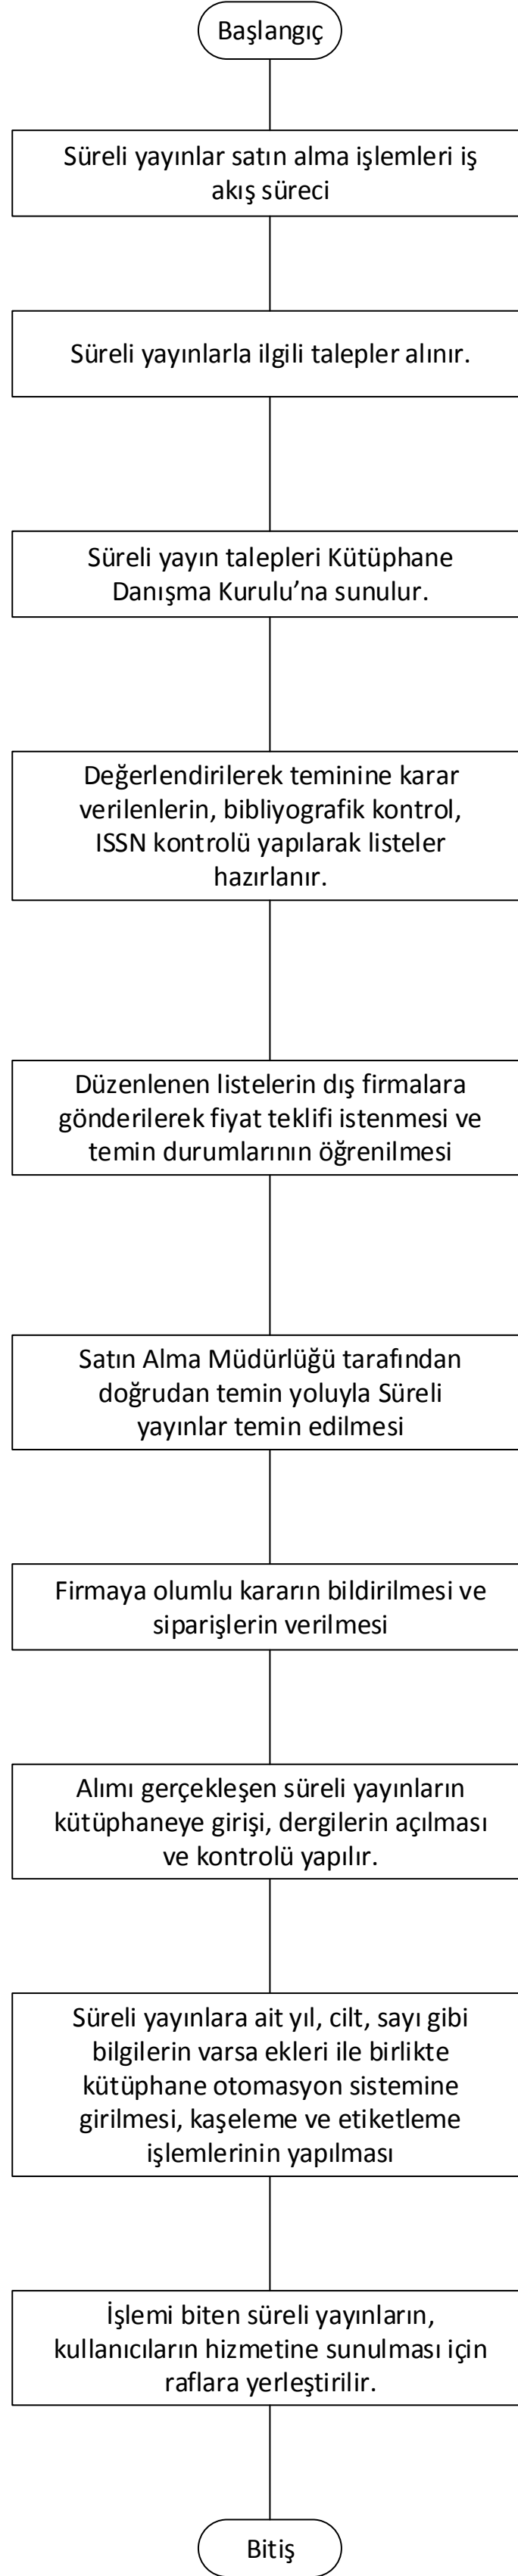 Başlangıç
Süreli yayınlar satın alma işlemleri iş
akış süreci
Süreli yayınlarla ilgili talepler alınır.
Süreli yayın talepleri Kütüphane
Danışma Kurulu’na sunulur.
Değerlendirilerek teminine karar
verilenlerin, bibliyografik kontrol,
ISSN kontrolü yapılarak listeler
hazırlanır.
Düzenlenen listelerin dış firmalara
gönderilerek fiyat teklifi istenmesi ve
temin durumlarının öğrenilmesi
Satın Alma Müdürlüğü tarafından
doğrudan temin yoluyla Süreli
yayınlar temin edilmesi
Firmaya olumlu kararın bildirilmesi ve
siparişlerin verilmesi
Alımı gerçekleşen süreli yayınların
kütüphaneye girişi, dergilerin açılması
ve kontrolü yapılır.
Süreli yayınlara ait yıl, cilt, sayı gibi
bilgilerin varsa ekleri ile birlikte
kütüphane otomasyon sistemine
girilmesi, kaşeleme ve etiketleme
işlemlerinin yapılması
İşlemi biten süreli yayınların,
kullanıcıların hizmetine sunulması için
raflara yerleştirilir.
Bitiş